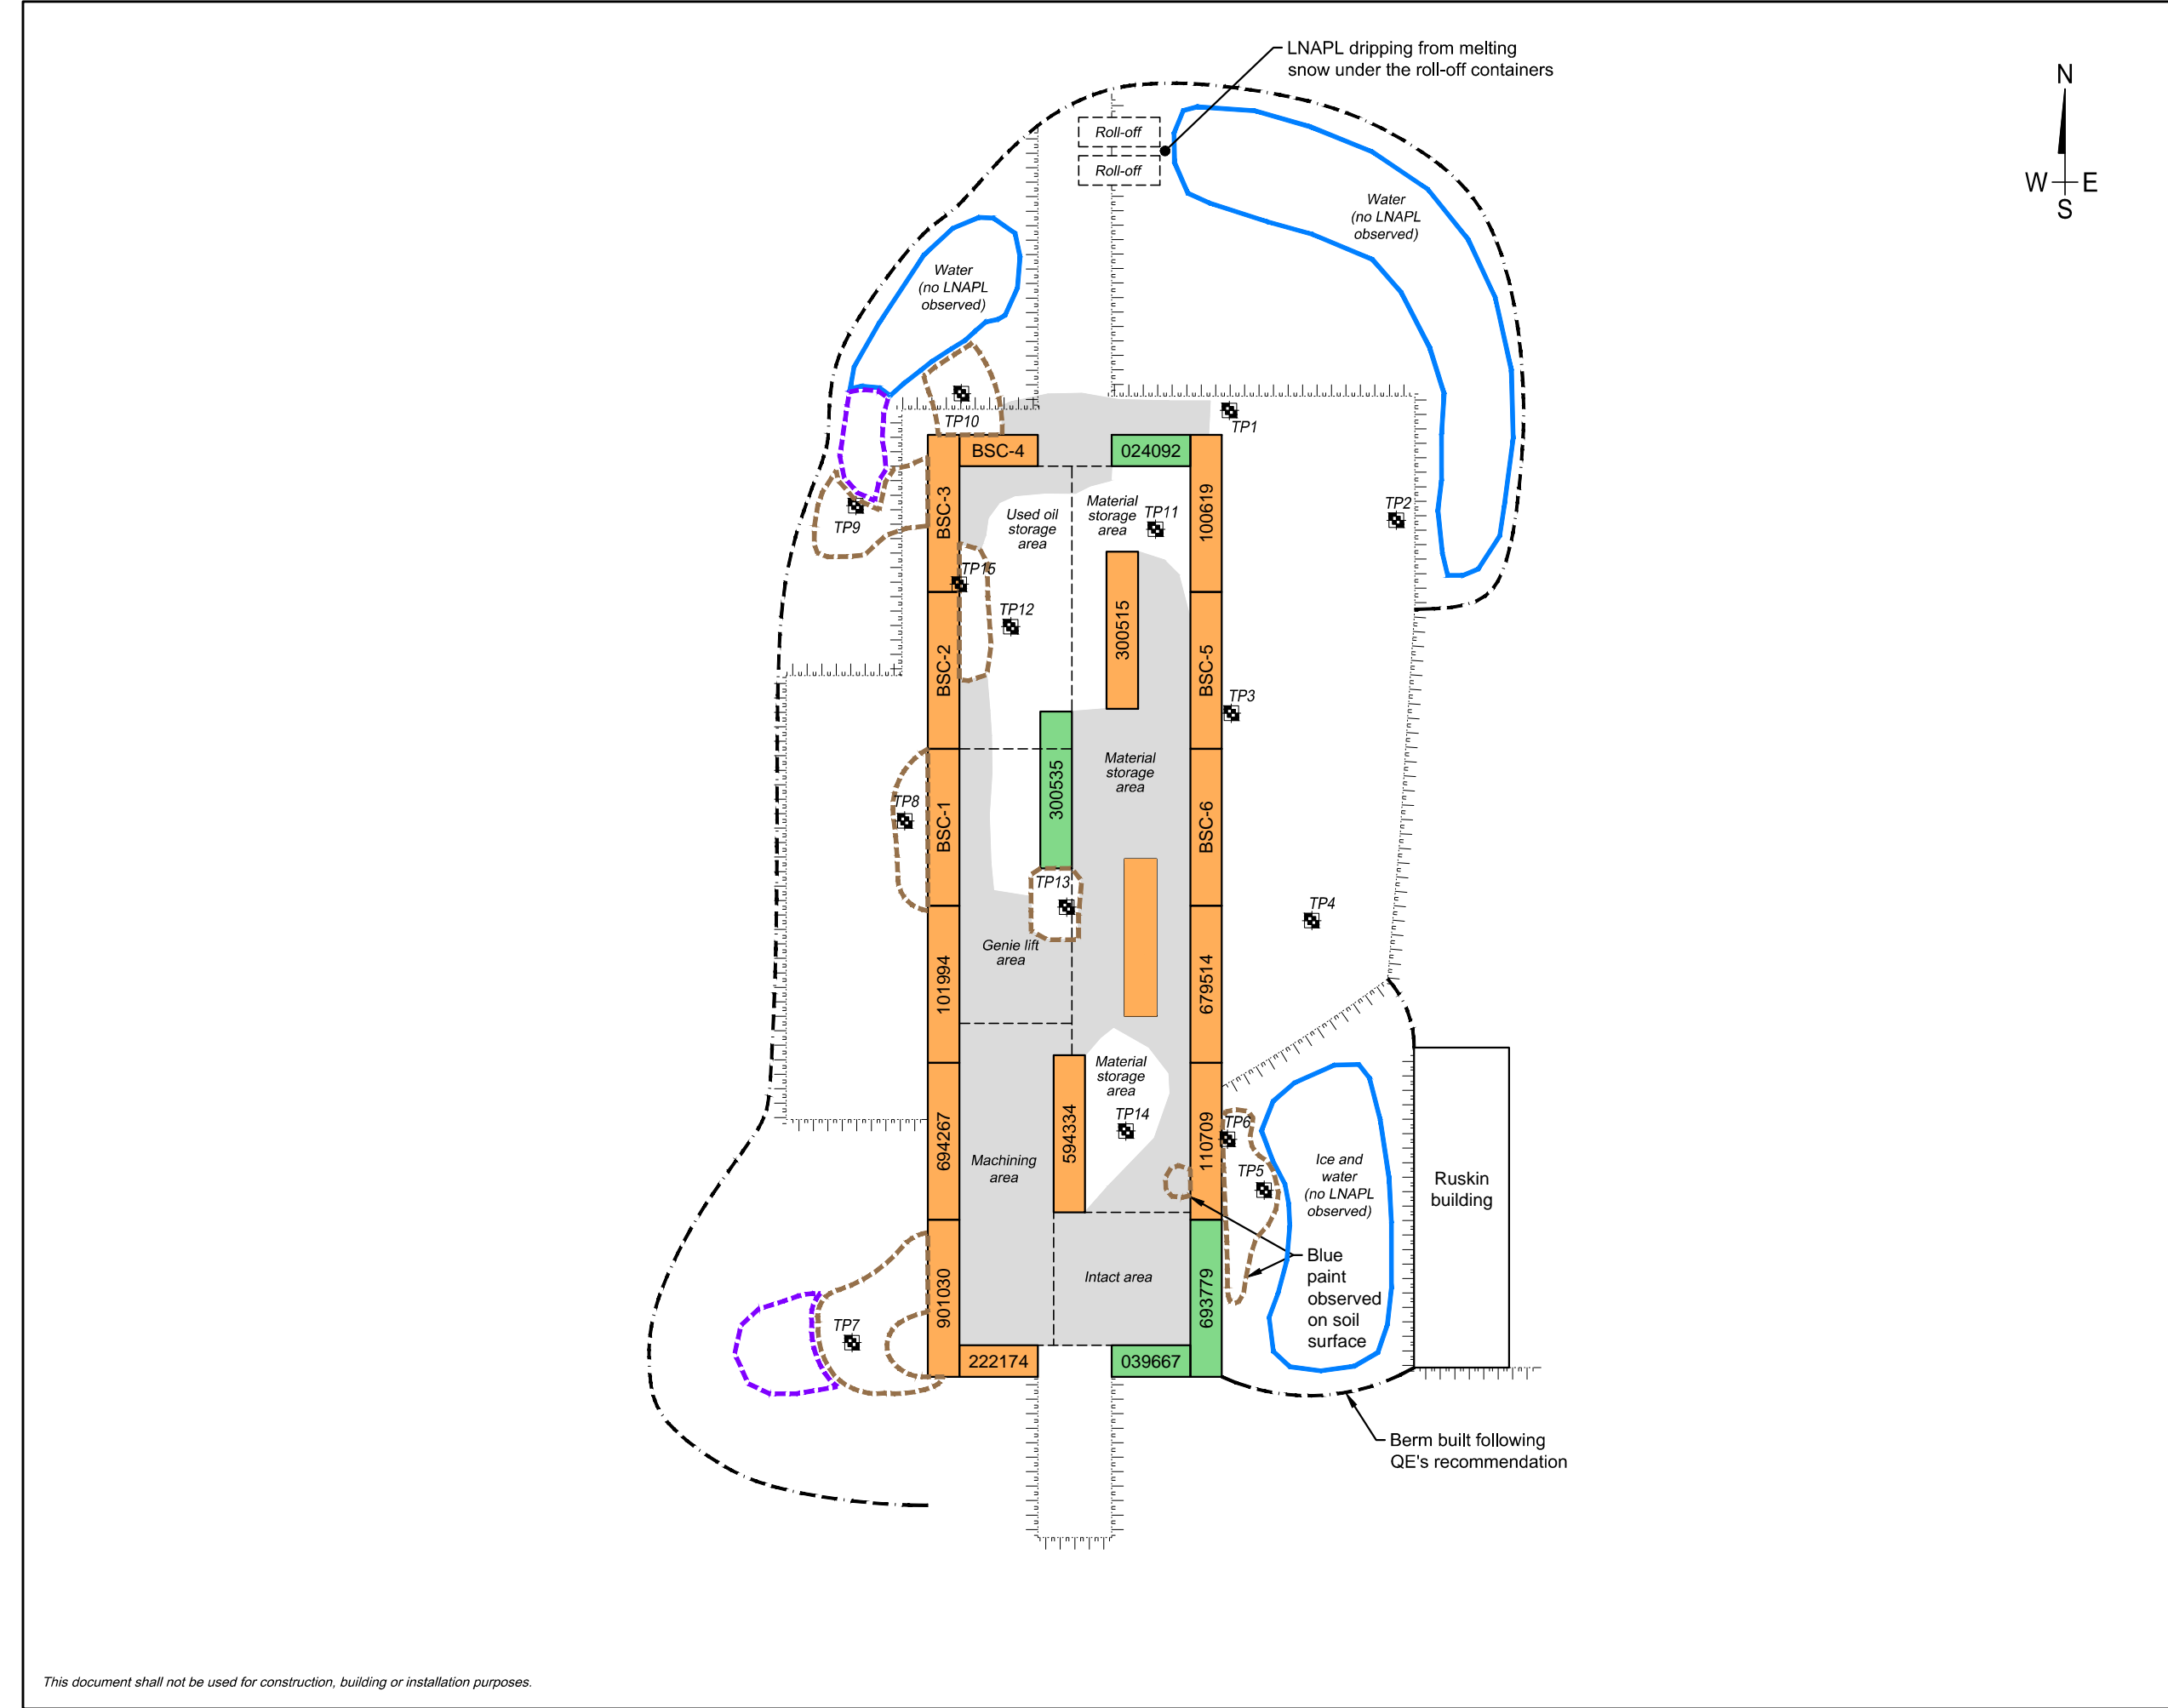 LNAPL dripping from melting
snow under the roll-off containers
N
W E
S
Roll-off
Roll-off
Water
(no LNAPL
observed)
Water
(no LNAPL
observed)
TP10
TP1
BSC-4
024092
BSC-3
Used oil
storage
area
Material
storage
area
TP11
100619
TP2
TP9
TP15
TP12
300515
BSC-2
BSC-5
TP3
300535
Material
storage
area
TP8
BSC-1
BSC-6
TP13
TP4
Genie lift
area
101994
679514
Material
storage
area
TP14
694267
594334
110709
TP6
TP5
Machining
area
Ice and
water
(no LNAPL
observed)
Ruskin
building
Blue
paint
observed
on soil
surface
Intact area
901030
693779
TP7
222174
039667
Berm built following
QE's recommendation
This document shall not be used for construction, building or installation purposes.